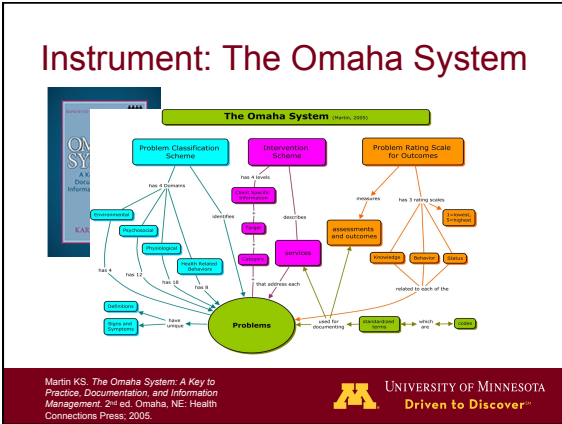 Instrument: The Omaha System
The Omaha System (Martin, 2005)
Problem Classification
Scheme
Intervention
Scheme
Problem Rating Scale
for Outcomes
has 4 Domains
has 4 levels
Client Specific
Information
identifies
describes
measures
has 3 rating scales
1=lowest,
5=highest
Environmental
Psychosocial
Physiological
Health Related
Behaviors
Target
Category
services
assessments
and outcomes
Knowledge
Behavior
Status
has 4
has 12
has 18
has 8
that address each
related to each of the
Definitions
Signs and
Symptoms
have
unique
Problems
used for
documenting
standardized
terms
which
are
codes
KAR
Martin KS. The Omaha System: A Key to
Practice, Documentation, and Information
Management. 2nd ed. Omaha, NE: Health
Connections Press; 2005.
UNIVERSITY OF MINNESOTA
Driven to Discover℠